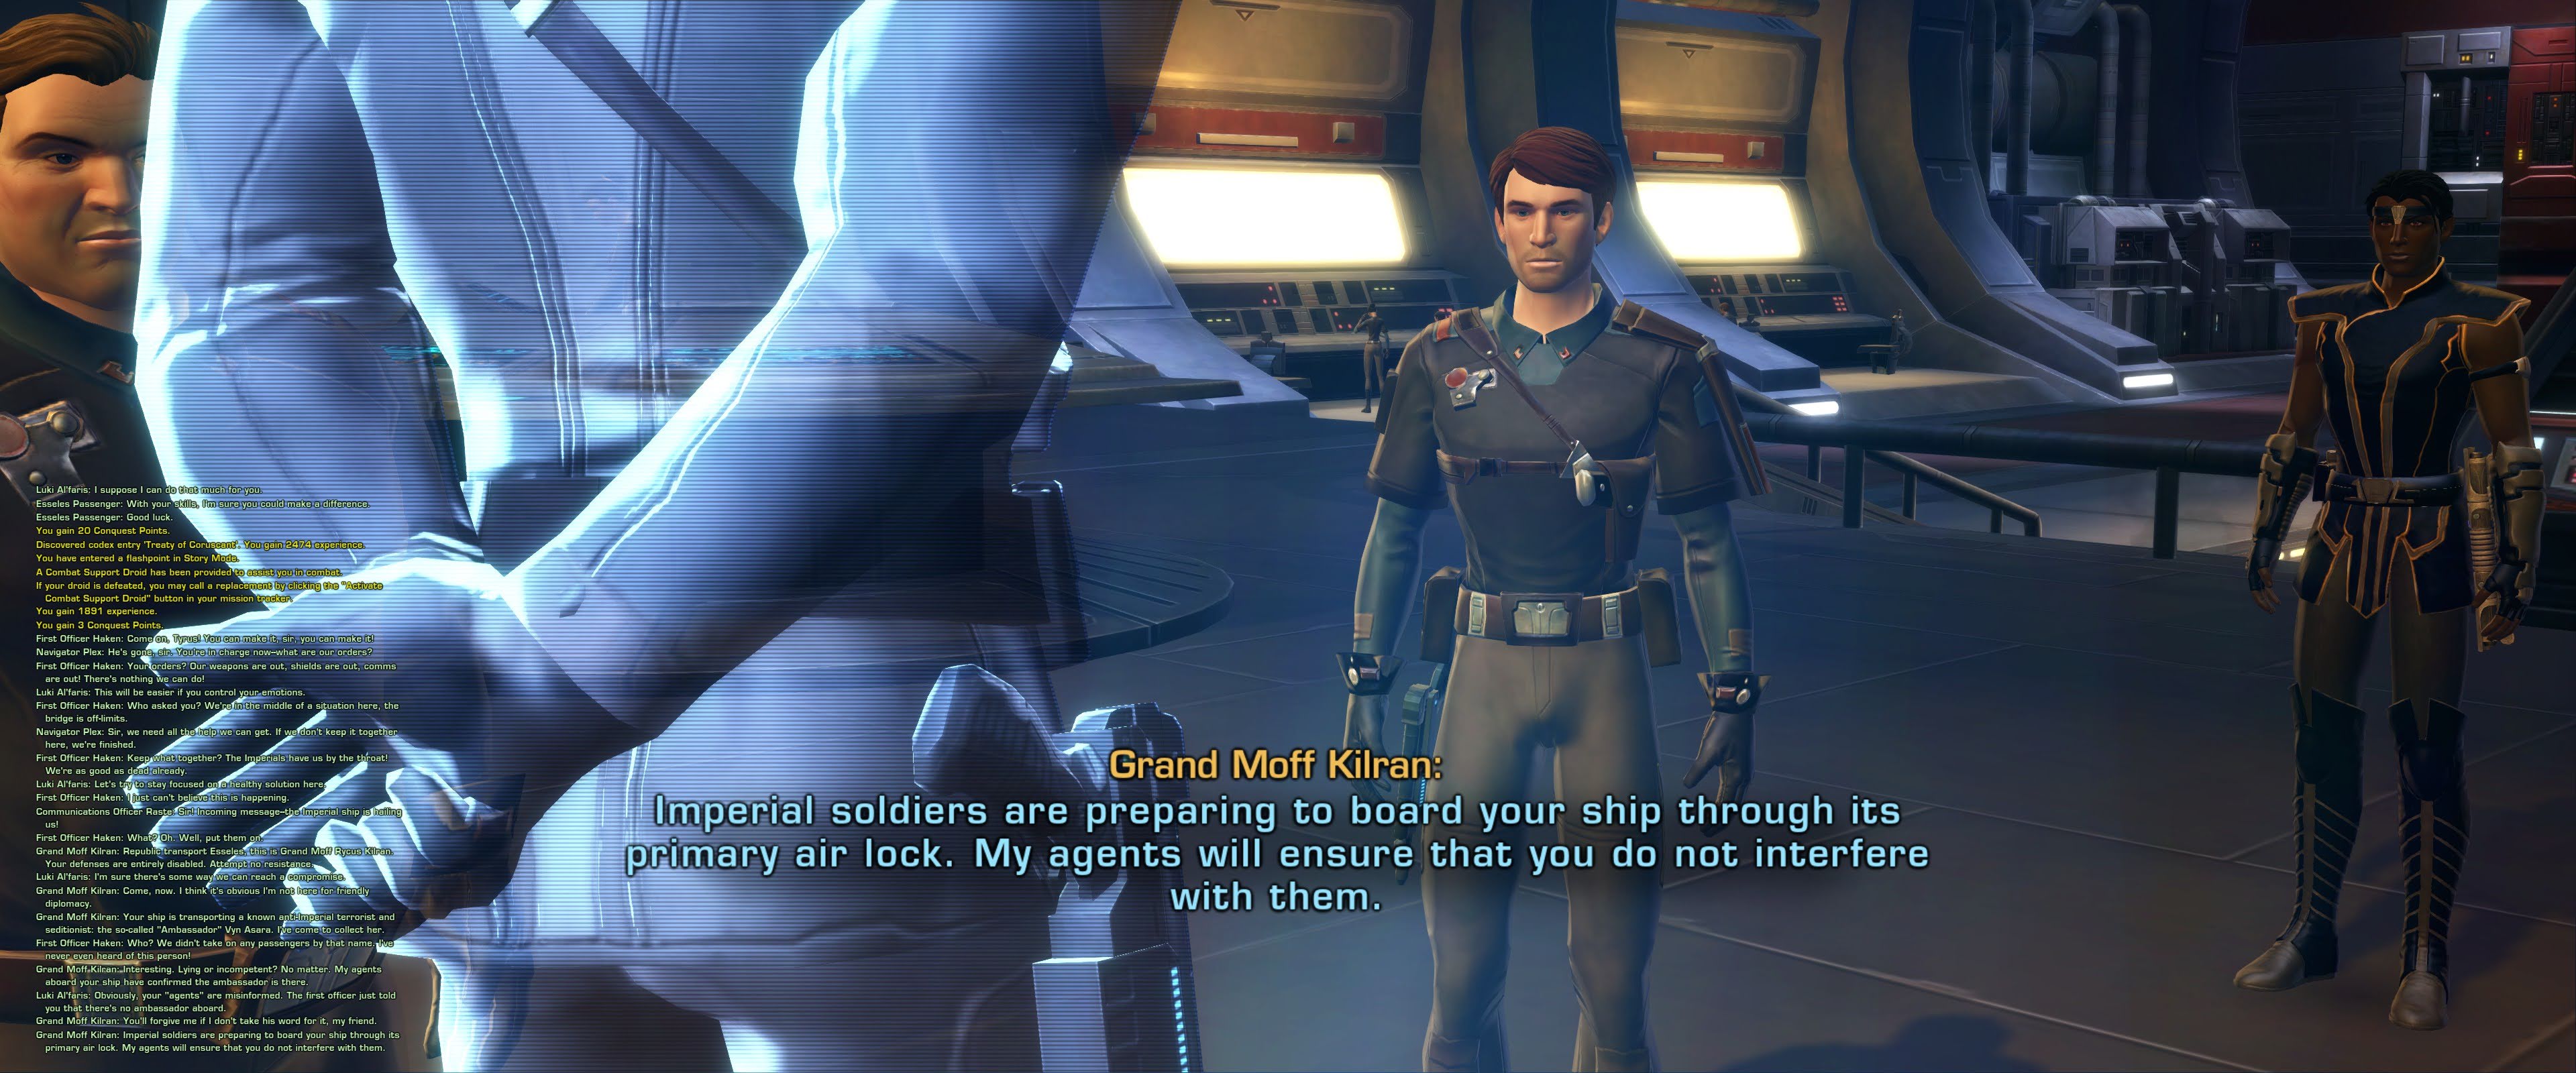 Luki Al'faris: I suppose I can do that much for you.
Esseles Passenger: With your skills, I'm sure you could make a difference.
Esseles Passenger: Good luck.
You gain 20 Conquest Points.
Discovered codex entry 'Treaty of Coruscant'. You gain 2474 experience.
You have entered a flashpoint in Story Mode.
A Combat Support Droid has been provided to assist you in combat.
If your droid is defeated, you may call a replacement by clicking the "Activate
Combat Support Droid" button in your mission tracker.
You gain 1891 experience.
You gain 3 Conquest Points.
First Officer Haken: Come on, Tyrus! You can make it, sir, you can make it!
Navigator Plex: He's gone, sir. You're in charge now—what are our orders?
First Officer Haken: Your orders? Our weapons are out, shields are out, comms
are out! There's nothing we can do!
Luki Al'faris: This will be easier if you control your emotions.
First Officer Haken: Who asked you? We're in the middle of a situation here, the
bridge is off-limits.
Navigator Plex: Sir, we need all the help we can get. If we don't keep it together
here, we're finished.
First Officer Haken: Keep what together? The Imperials have us by the throat!
We're as good as dead already.
Luki Al'faris: Let's try to stay focused on a healthy solution here.
First Officer Haken: I just can't believe this is happening.
Communications Officer Raste: Sir! Incoming message—the Imperial ship is hailing
us!
First Officer Haken: What? Oh. Well, put them on.
Grand Moff Kilran: Republic transport Esseles, this is Grand Moff Rycus Kilran.
Your defenses are entirely disabled. Attempt no resistance.
Luki Al'faris: I'm sure there's some way we can reach a compromise.
Grand Moff Kilran: Come, now. I think it's obvious I'm not here for friendly
diplomacy.
Grand Moff Kilran: Your ship is transporting a known anti-Imperial terrorist and
seditionist: the so-called "Ambassador" Vyn Asara. I've come to collect her.
First Officer Haken: Who? We didn't take on any passengers by that name. I've
never even heard of this person!
Grand Moff Kilran: Interesting. Lying or incompetent? No matter. My agents
aboard your ship have confirmed the ambassador is there.
Luki Al'faris: Obviously, your "agents" are misinformed. The first officer just told
you that there's no ambassador aboard.
Grand Moff Kilran: You'll forgive me if I don't take his word for it, my friend.
Grand Moff Kilran: Imperial soldiers are preparing to board your ship through its
primary air lock. My agents will ensure that you do not interfere with them.
Grand Moff Kilran:
Imperial soldiers are preparing to board your ship through its
primary air lock. My agents will ensure that you do not interfere
with them.